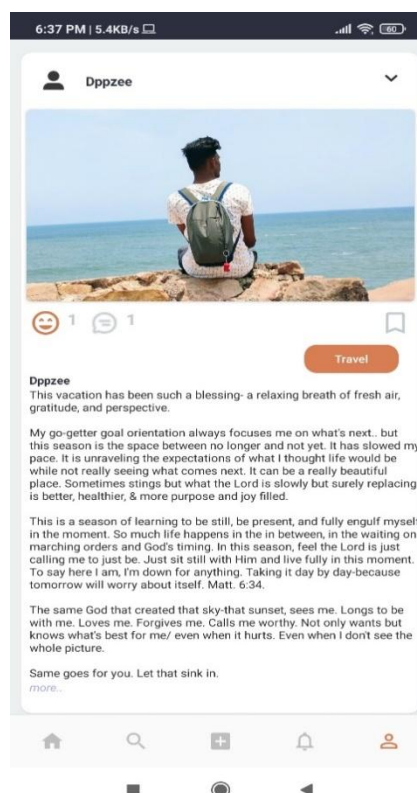 6:37 PM | 5.4KB/s
60
Dppzee
1
1
Travel
Dppzee
This vacation has been such a blessing- a relaxing breath of fresh air,
gratitude, and perspective.
My go-getter goal orientation always focuses me on what's next.. but
this season is the space between no longer and not yet. It has slowed my
pace. It is unraveling the expectations of what I thought life would be
while not really seeing what comes next. It can be a really beautiful
place. Sometimes stings but what the Lord is slowly but surely replacing
is better, healthier, & more purpose and joy filled.
This is a season of learning to be still, be present, and fully engulf myself
in the moment. So much life happens in the in between, in the waiting on
marching orders and God's timing. In this season, feel the Lord is just
calling me to just be. Just sit still with Him and live fully in this moment.
To say here I am, I'm down for anything. Taking it day by day-because
tomorrow will worry about itself. Matt. 6:34.
The same God that created that sky-that sunset, sees me. Longs to be
with me. Loves me. Forgives me. Calls me worthy. Not only wants but
knows what's best for me/ even when it hurts. Even when I don't see the
whole picture.
Same goes for you. Let that sink in.
more..